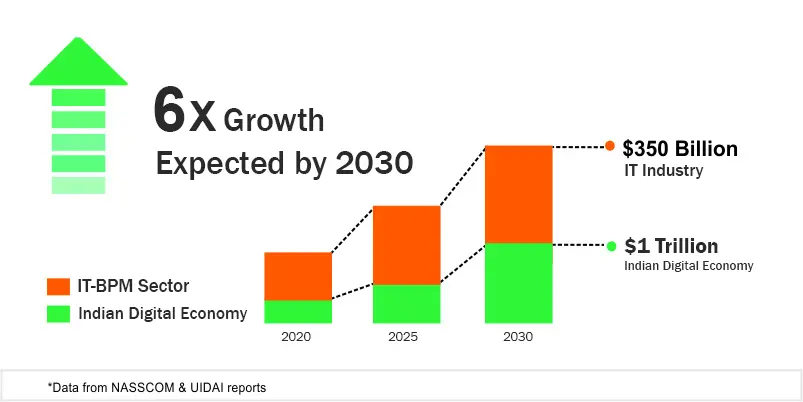 6x Growth
Expected by 2030
$350 Billion
IT Industry
$1 Trillion
Indian Digital Economy
IT-BPM Sector
Indian Digital Economy
2020
2025
2030
*Data from NASSCOM & UIDAI reports